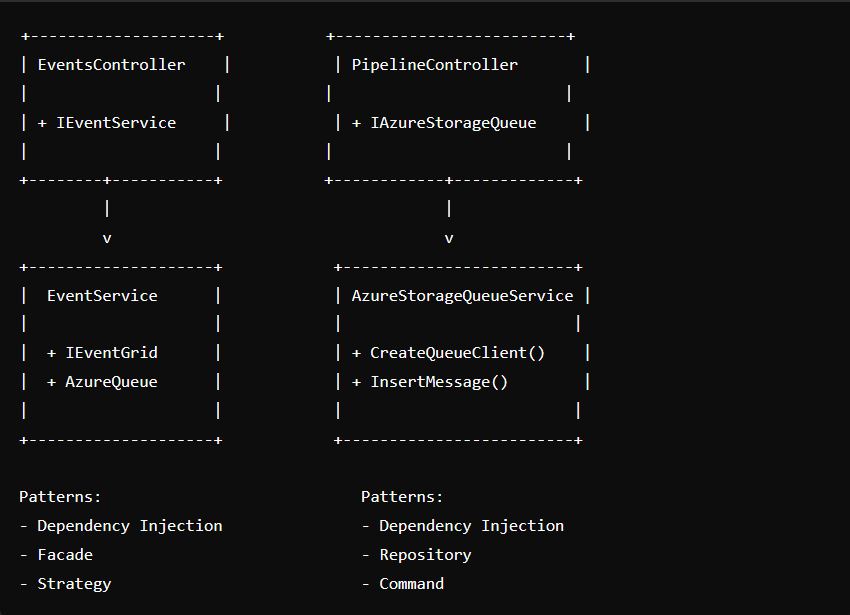 +--------------------+ +-------------------------+
| EventsController | | PipelineController |
| | | |
| + IEventService | | + IAzureStorageQueue |
| | | |
+--------+-----------+ +------------+-------------+
| |
v v
+--------------------+ +-------------------------+
| EventService | | AzureStorageQueueService |
| | | |
| + IEventGrid | | + CreateQueueClient() |
| + AzureQueue | | + InsertMessage() |
| | | |
+--------------------+ +-------------------------+
Patterns: Patterns:
- Dependency Injection - Dependency Injection
- Facade - Repository
- Strategy - Command